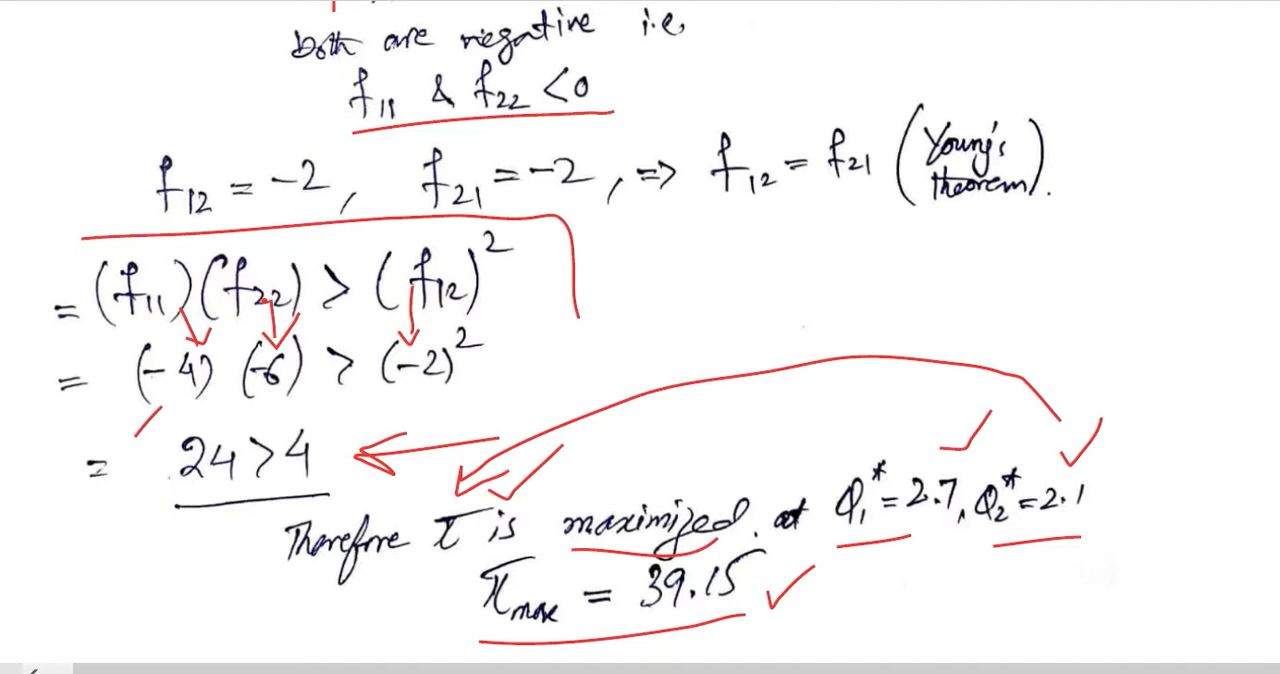 both are negative i.e,
f₁₁ & f₂₂ <0
f₁₂ = -2, f₂₁ = -2, => f₁₂ = f₂₁ (Young's theorem).
= (f₁₁)(f₂₂) > (f₁₂)²
= (-4) (-6) > (-2)²
= 24>4
Therefore π is maximized. at Q₁* = 2.7, Q₂* = 2.1
π max = 39.15